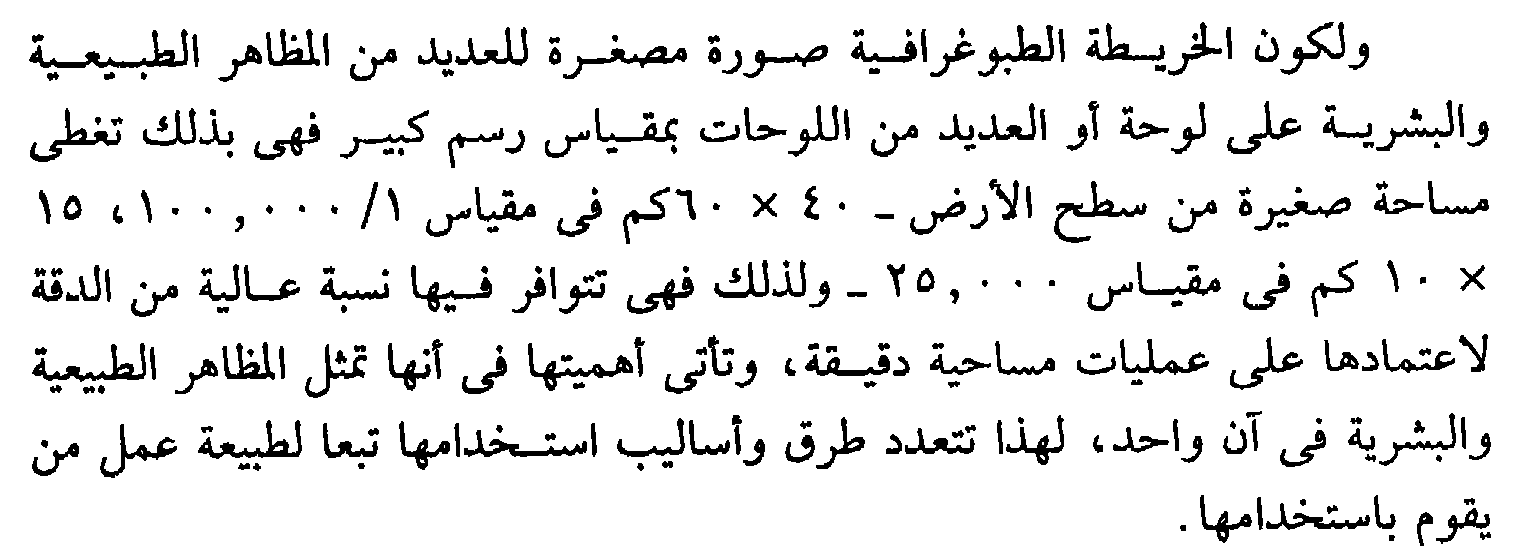 ولكون الخريطة الطبوغرافية صورة مصغرة للعديد من المظاهر الطبيعية
والبشرية على لوحة أو العديد من اللوحات بمقياس رسم كبير فهى بذلك تغطى
مساحة صغيرة من سطح الأرض - ٤٠ × ٦٠كم فى مقياس ١/ ١٠٠,٠٠٠، ١٥
× ١٠ كم فى مقياس ٢٥,٠٠٠ - ولذلك فهى تتوافر فيها نسبة عالية من الدقة
لاعتمادها على عمليات مساحية دقيقة، وتأتى أهميتها فى أنها تمثل المظاهر الطبيعية
والبشرية فى آن واحد، لهذا تتعدد طرق وأساليب استخدامها تبعا لطبيعة عمل من
يقوم باستخدامها.